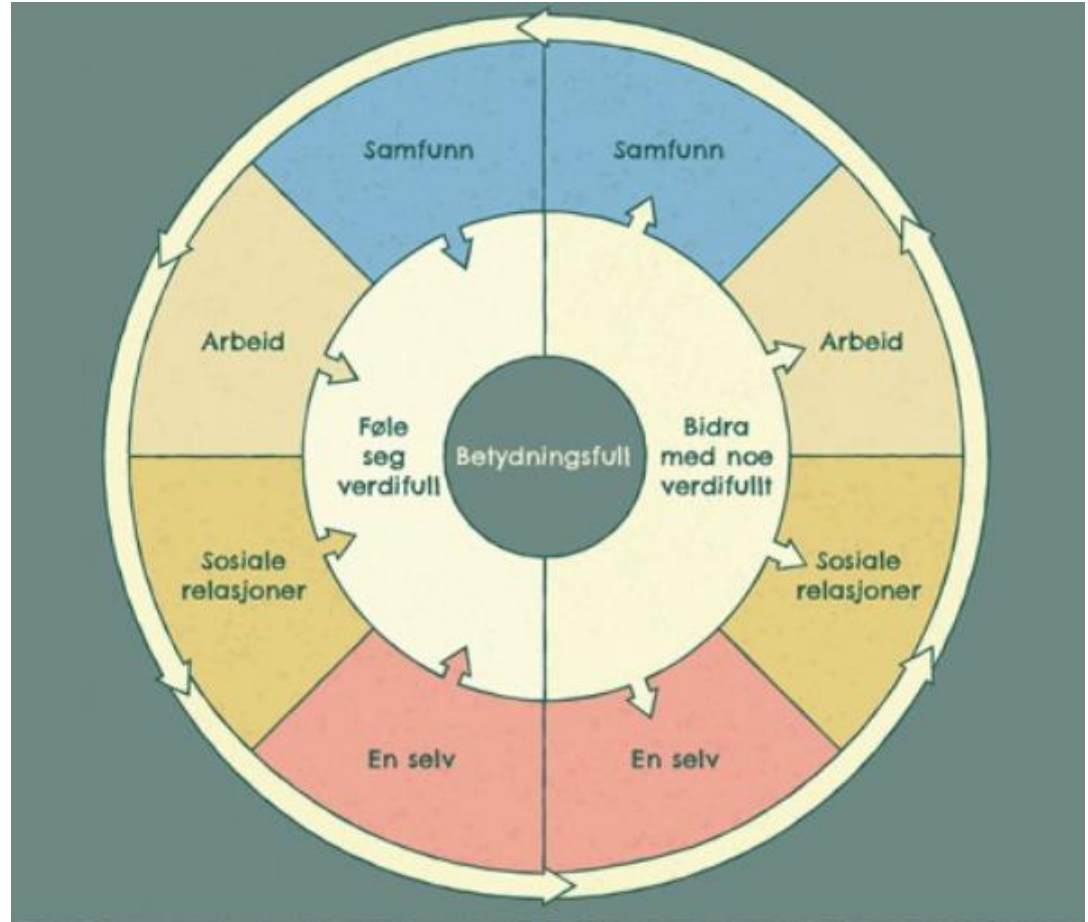 Samfunn
Samfunn
Arbeid
Arbeid
Føle
seg
verdifull
Betydningsfull
Bidra
med noe
verdifullt
Sosiale
relasjoner
Sosiale
relasjoner
En selv
En selv